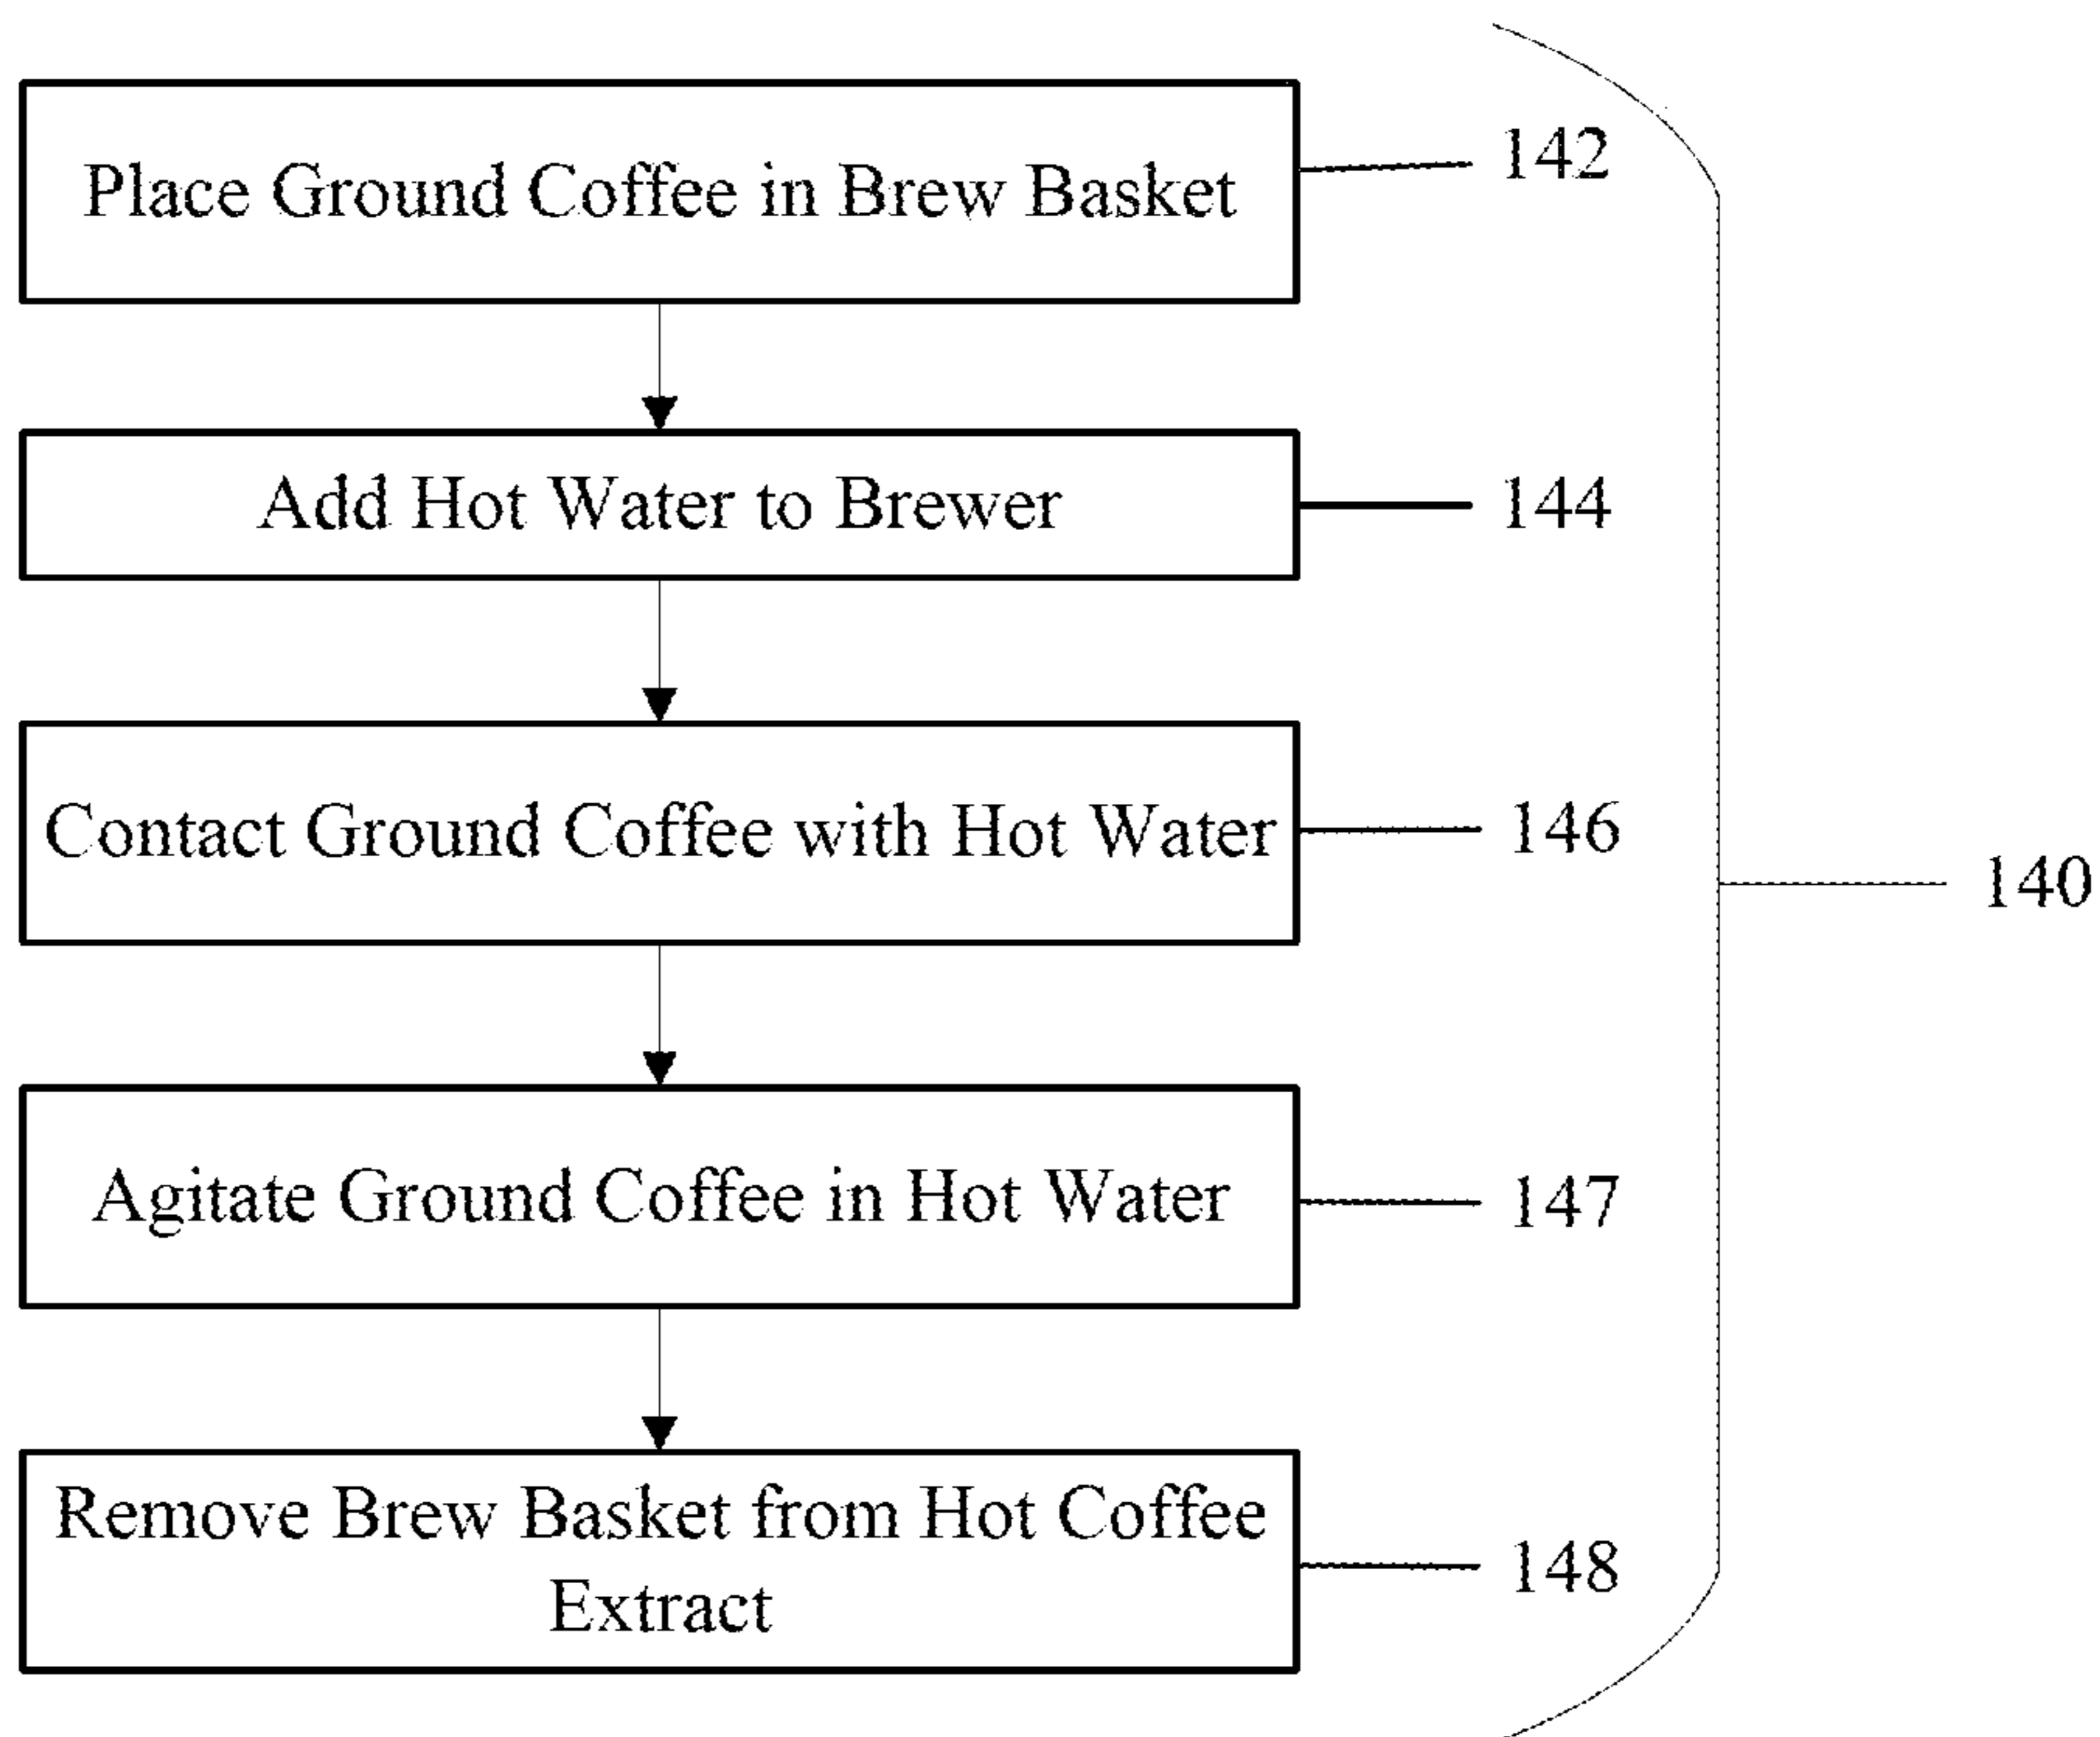 Place Ground Coffee in Brew Basket
142
Add Hot Water to Brewer
144
Contact Ground Coffee with Hot Water
146
140
Agitate Ground Coffee in Hot Water
147
Remove Brew Basket from Hot Coffee
Extract
148